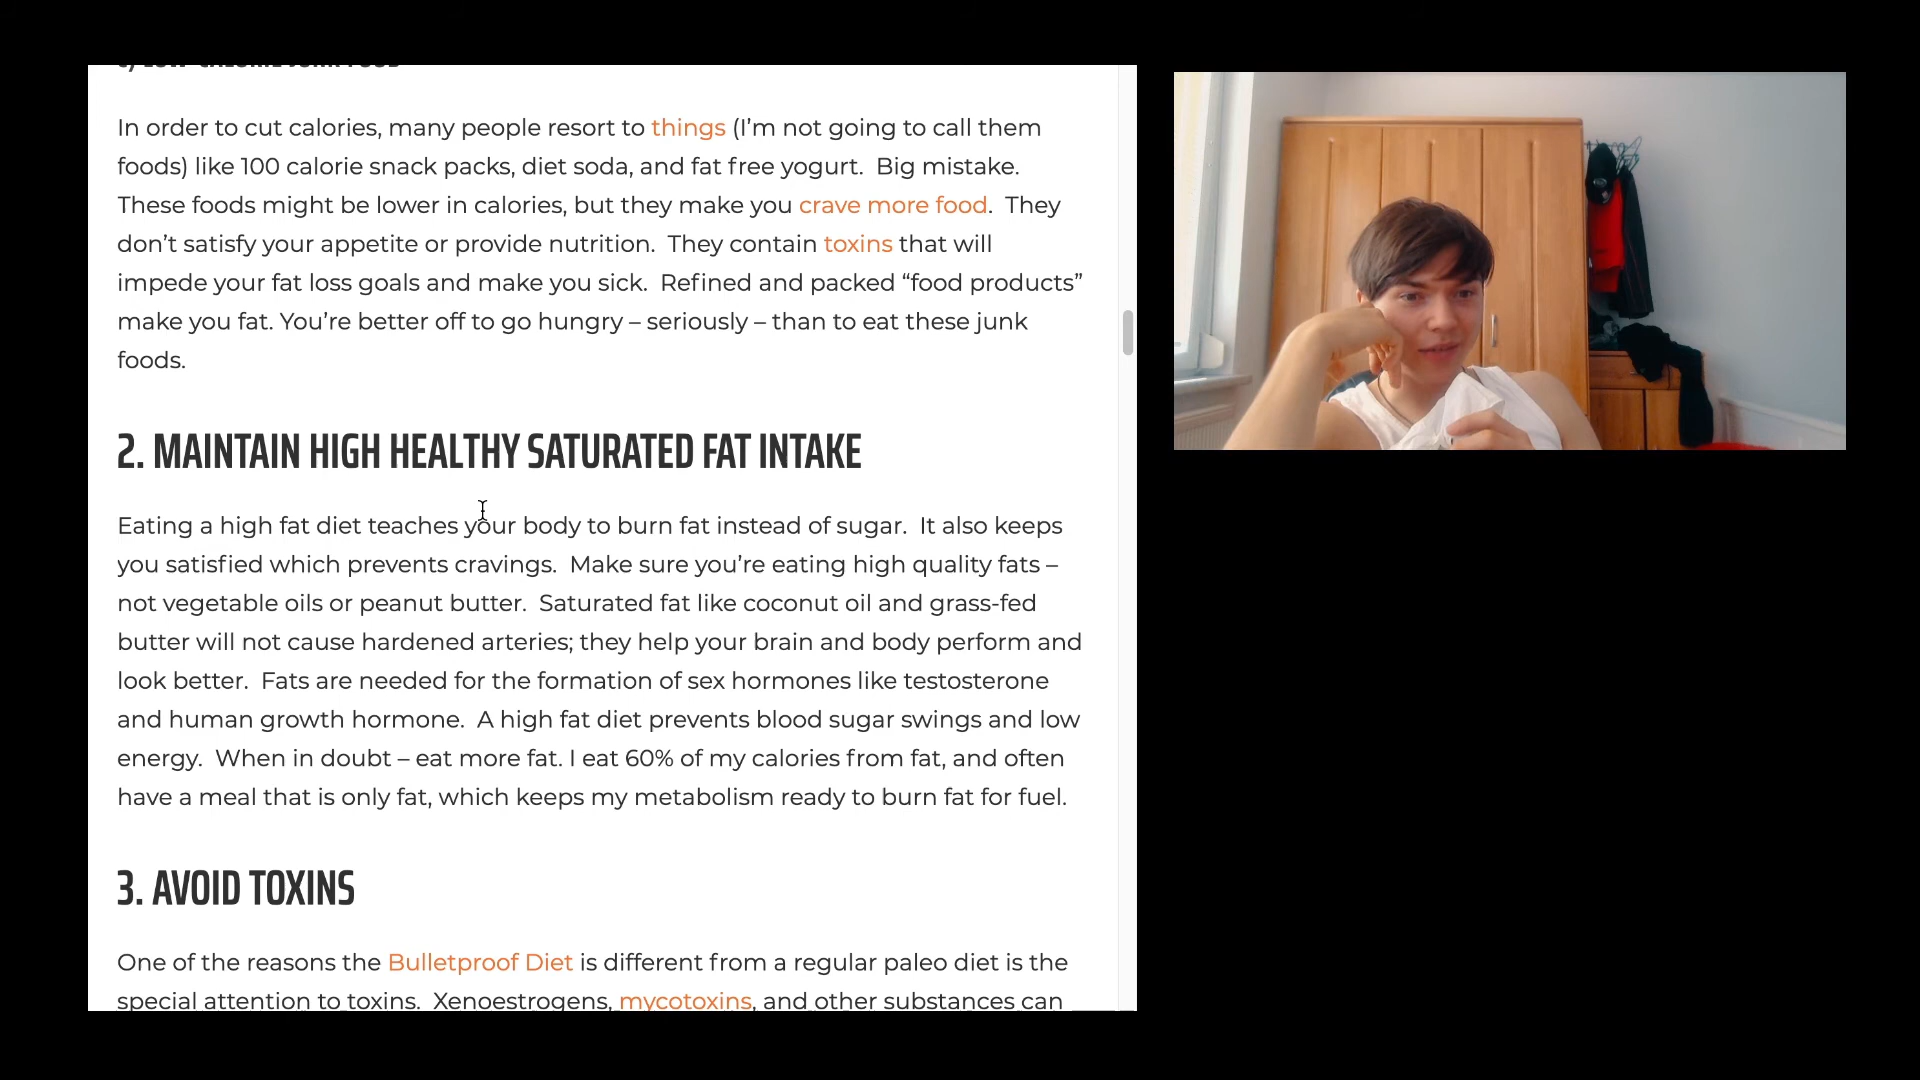 In order to cut calories, many people resort to things (I’m not going to call them
foods) like 100 calorie snack packs, diet soda, and fat free yogurt.  Big mistake.
These foods might be lower in calories, but they make you crave more food.  They
don’t satisfy your appetite or provide nutrition.  They contain toxins that will
impede your fat loss goals and make you sick.  Refined and packed “food products”
make you fat. You’re better off to go hungry – seriously – than to eat these junk
foods.
2. MAINTAIN HIGH HEALTHY SATURATED FAT INTAKE
Eating a high fat diet teaches your body to burn fat instead of sugar.  It also keeps
you satisfied which prevents cravings.  Make sure you’re eating high quality fats –
not vegetable oils or peanut butter.  Saturated fat like coconut oil and grass-fed
butter will not cause hardened arteries; they help your brain and body perform and
look better.  Fats are needed for the formation of sex hormones like testosterone
and human growth hormone.  A high fat diet prevents blood sugar swings and low
energy.  When in doubt – eat more fat. I eat 60% of my calories from fat, and often
have a meal that is only fat, which keeps my metabolism ready to burn fat for fuel.
3. AVOID TOXINS
One of the reasons the Bulletproof Diet is different from a regular paleo diet is the
special attention to toxins.  Xenoestrogens, mycotoxins, and other substances can